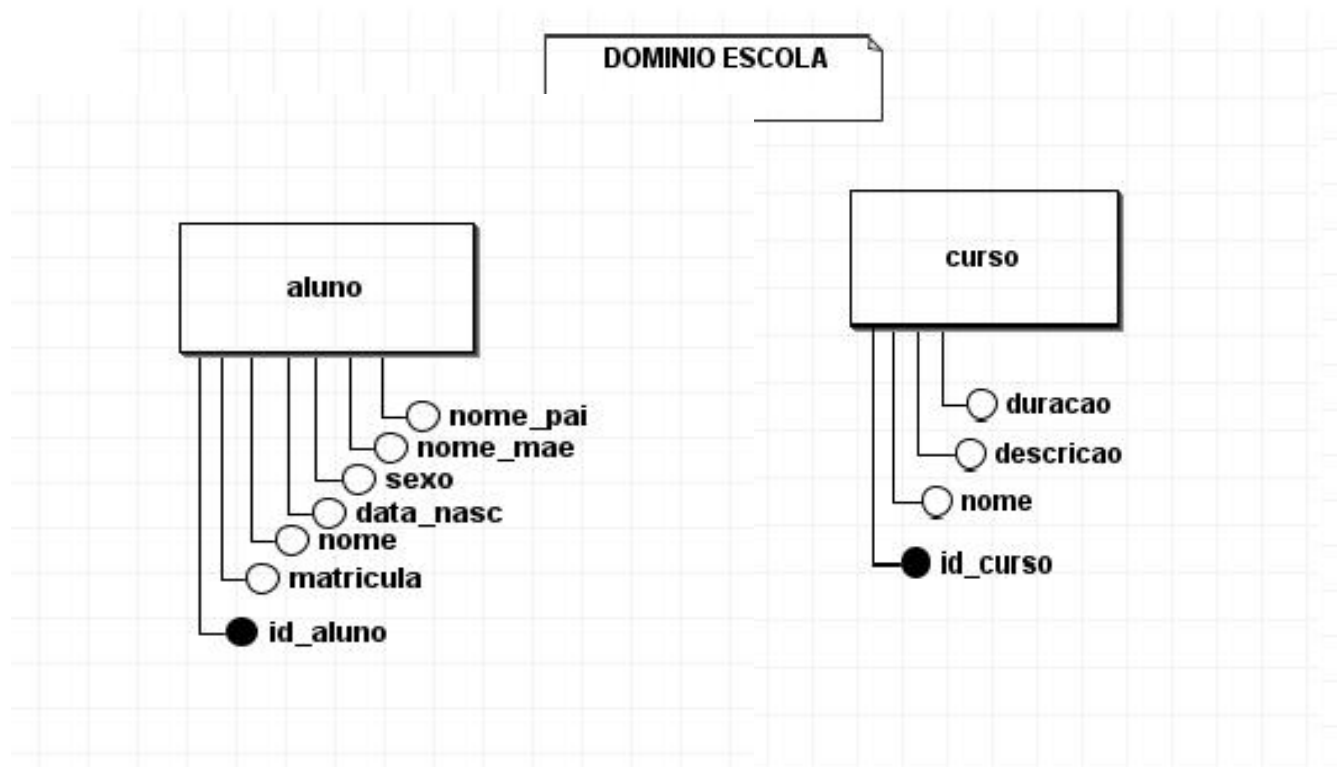 DOMINIO ESCOLA
aluno
nome_pai
nome_mae
sexo
data_nasc
nome
matricula
id_aluno
curso
duracao
descricao
nome
id_curso